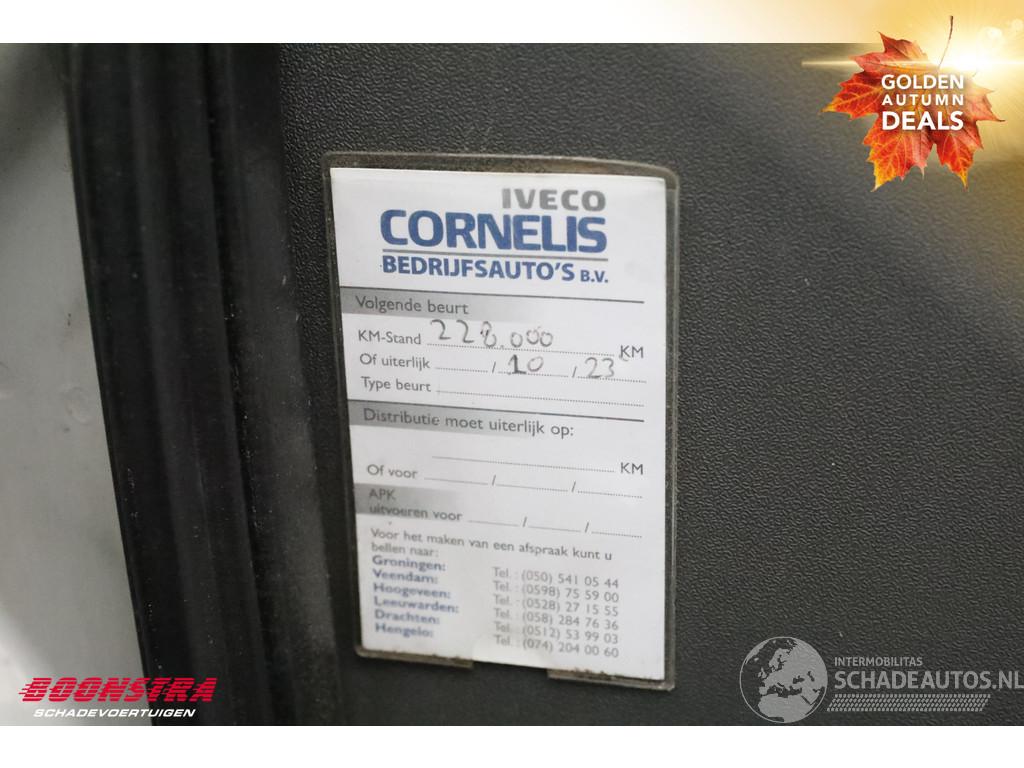 GOLDEN
AUTUMN
DEALS
IVECO
CORNELIS
BEDRIJFSAUTO'S B.V.
Volgende beurt
KM-Stand 228.000 KM
Of uiterlijk ........ / 10 / 23
Type beurt
Distributie moet uiterlijk op:
KM
Of voor ........ / ........ / ........
APK
uitvoeren voor ........ / ........ / ........
Voor het maken van een afspraak kunt u
bellen naar:
Groningen: Tel. : (050) 541 05 44
Veendam: Tel. : (0598) 75 59 00
Hoogeveen: Tel. : (0528) 27 15 55
Leeuwarden: Tel. : (058) 284 76 36
Drachten: Tel. : (0512) 53 99 03
Hengelo: Tel. : (074) 204 00 60
BOONSTRA
SCHADEVOERTUIGEN
INTERMOBILITAS
SCHADEAUTOS.NL